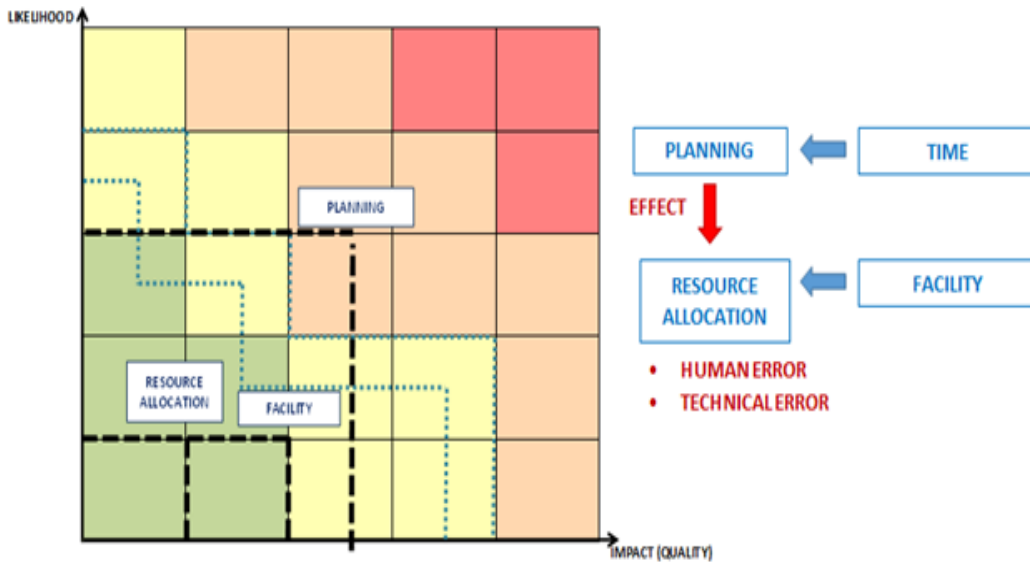 LIKELIHOOD
PLANNING
RESOURCE
ALLOCATION
FACILITY
IMPACT (QUALITY)
PLANNING
TIME
EFFECT
RESOURCE
ALLOCATION
FACILITY
• HUMAN ERROR
• TECHNICAL ERROR